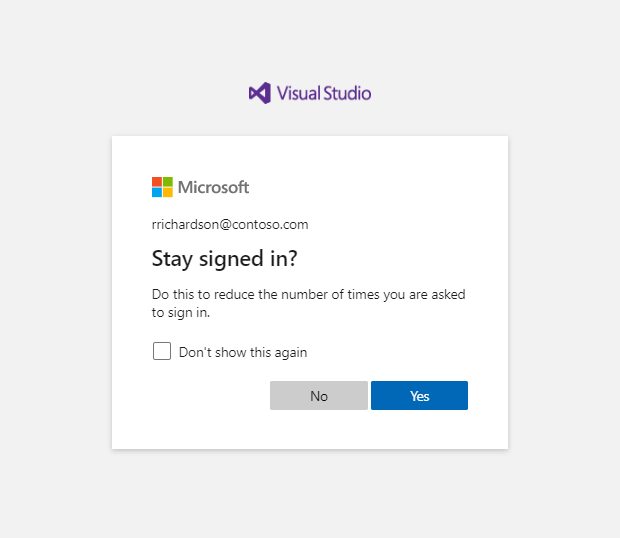 Visual Studio
Microsoft
rrichardson@contoso.com
Stay signed in?
Do this to reduce the number of times you are asked
to sign in.
Don't show this again
No
Yes